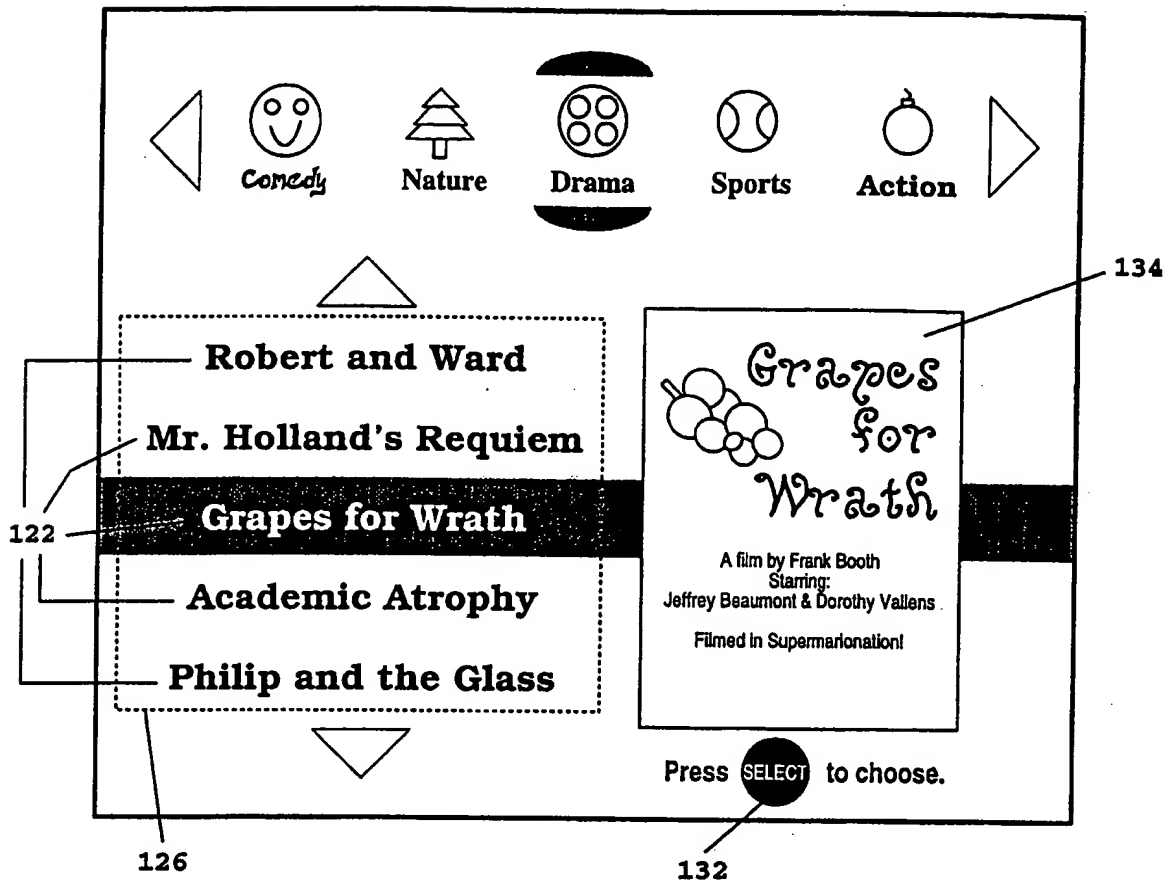 Comedy Nature Drama Sports Action
134
Robert and Ward
Mr. Holland's Requiem
122
Grapes for Wrath
Academic Atrophy
Philip and the Glass
Grapes
for
Wrath
A film by Frank Booth
Starring:
Jeffrey Beaumont & Dorothy Vallens
Filmed in Supermarionation!
Press SELECT to choose.
126
132